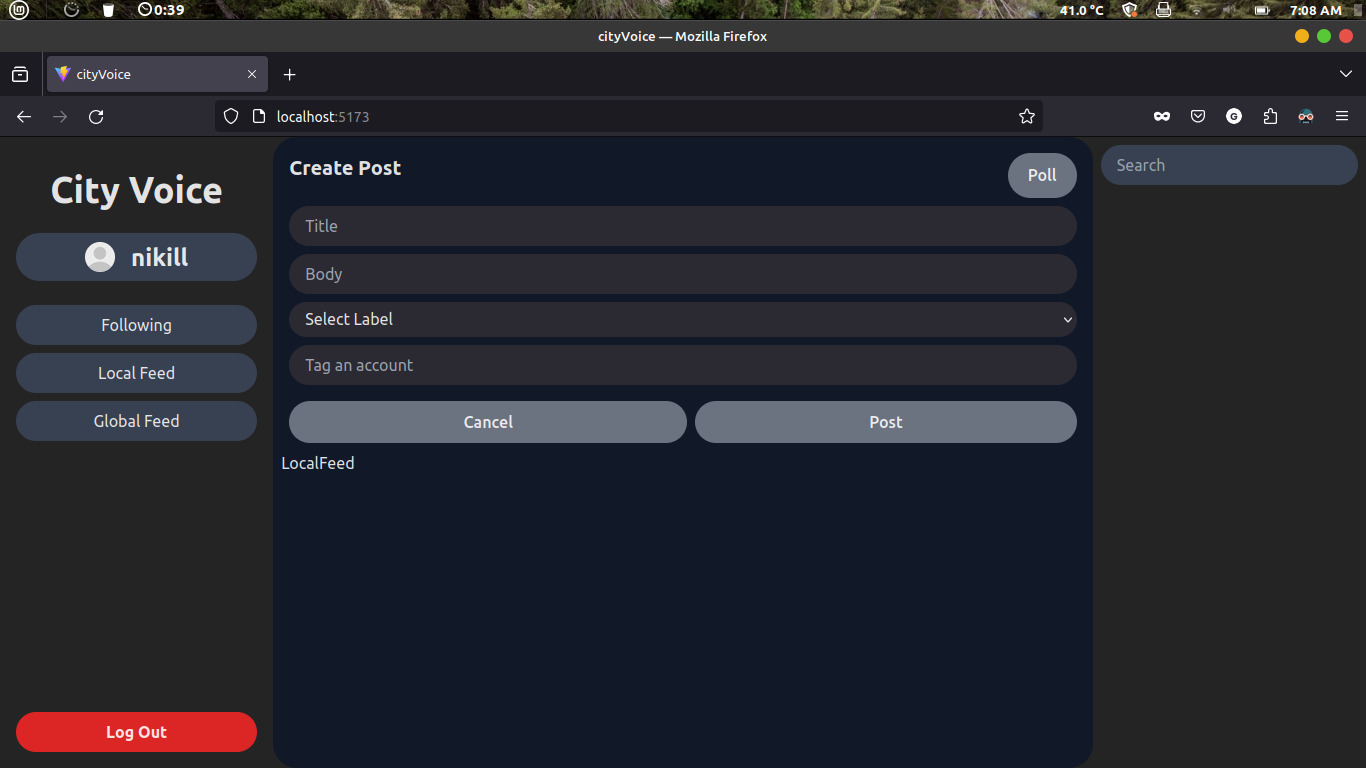 0:39
41.0 °C
7:08 AM
cityVoice — Mozilla Firefox
cityVoice
localhost:5173
G
City Voice
nikill
Following
Local Feed
Global Feed
Log Out
Create Post
Poll
Title
Body
Select Label
Tag an account
Cancel
Post
LocalFeed
Search